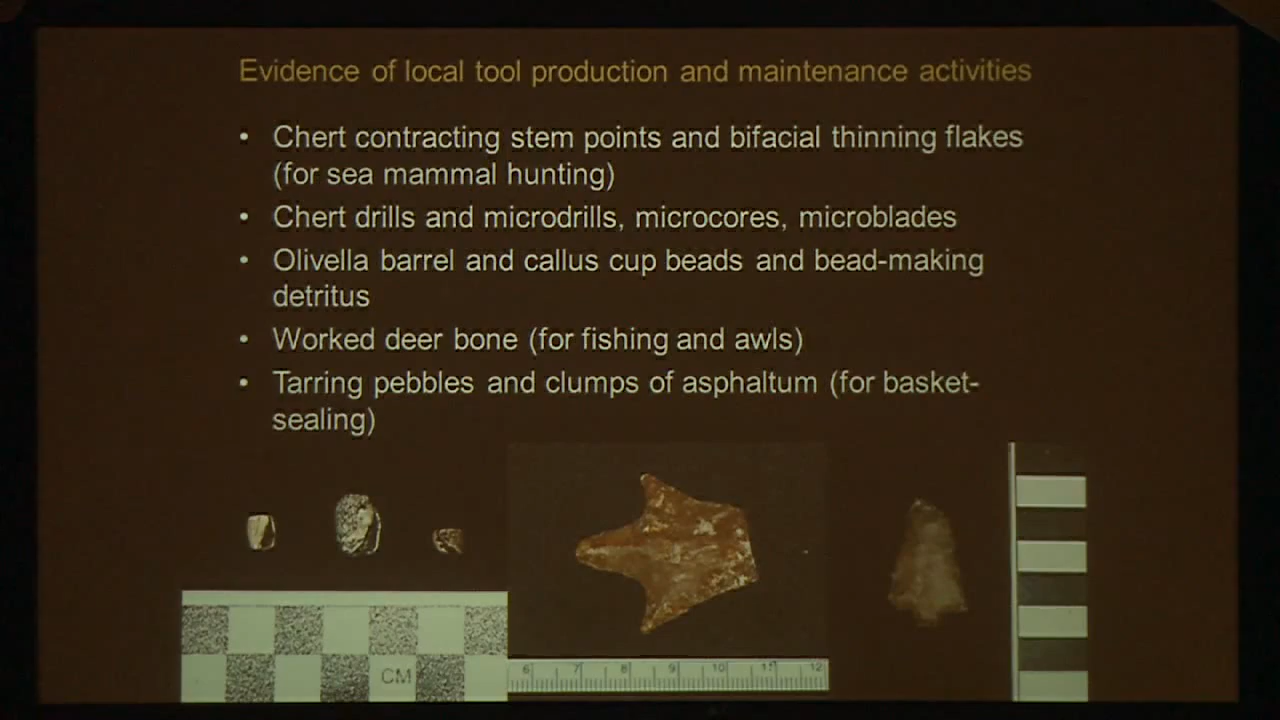 Evidence of local tool production and maintenance activities
• Chert contracting stem points and bifacial thinning flakes
(for sea mammal hunting)
• Chert drills and microdrills, microcores, microblades
• Olivella barrel and callus cup beads and bead-making
detritus
• Worked deer bone (for fishing and awls)
• Tarring pebbles and clumps of asphaltum (for basket-
sealing)
CM
6 7 8 9 10 11 12